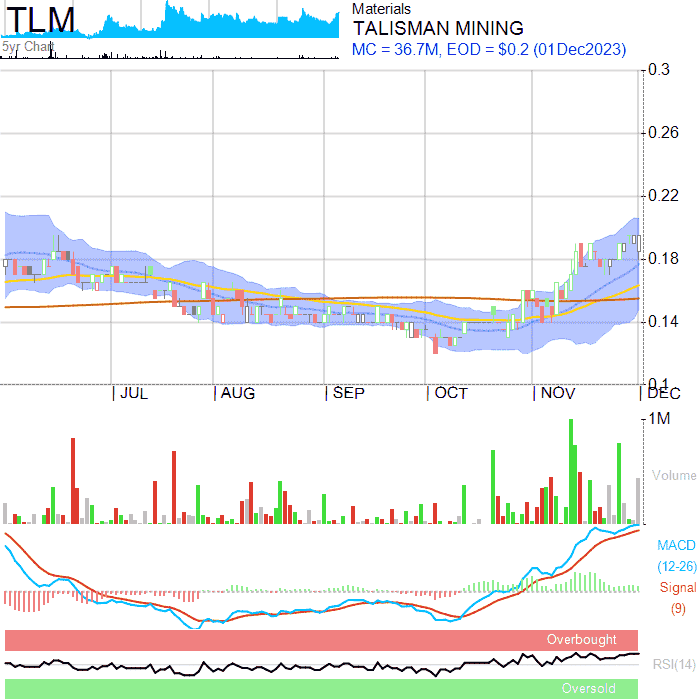 TLM
5yr Chart
Materials
TALISMAN MINING
MC = 36.7M, EOD = $0.2 (01Dec2023)
0.3
0.26
0.22
0.18
0.14
0.1
JUL AUG SEP OCT NOV DEC
1M
Volume
MACD
(12-26)
Signal
(9)
Overbought
RSI(14)
Oversold